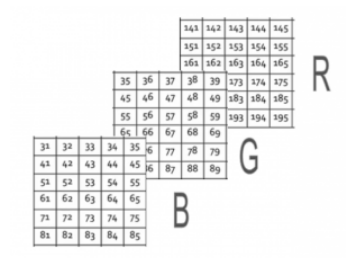 141 142 143 144 145
151 152 153 154 155
161 162 163 164 165
173 174 175
183 184 185
193 194 195
R
35 36 37 38 39
45 46 47 48 49
55 56 57 58 59
65 66 67 68 69
77 78 79
87 88 89
G
31 32 33 34 35
41 42 43 44 45
51 52 53 54 55
61 62 63 64 65
71 72 73 74 75
81 82 83 84 85
B